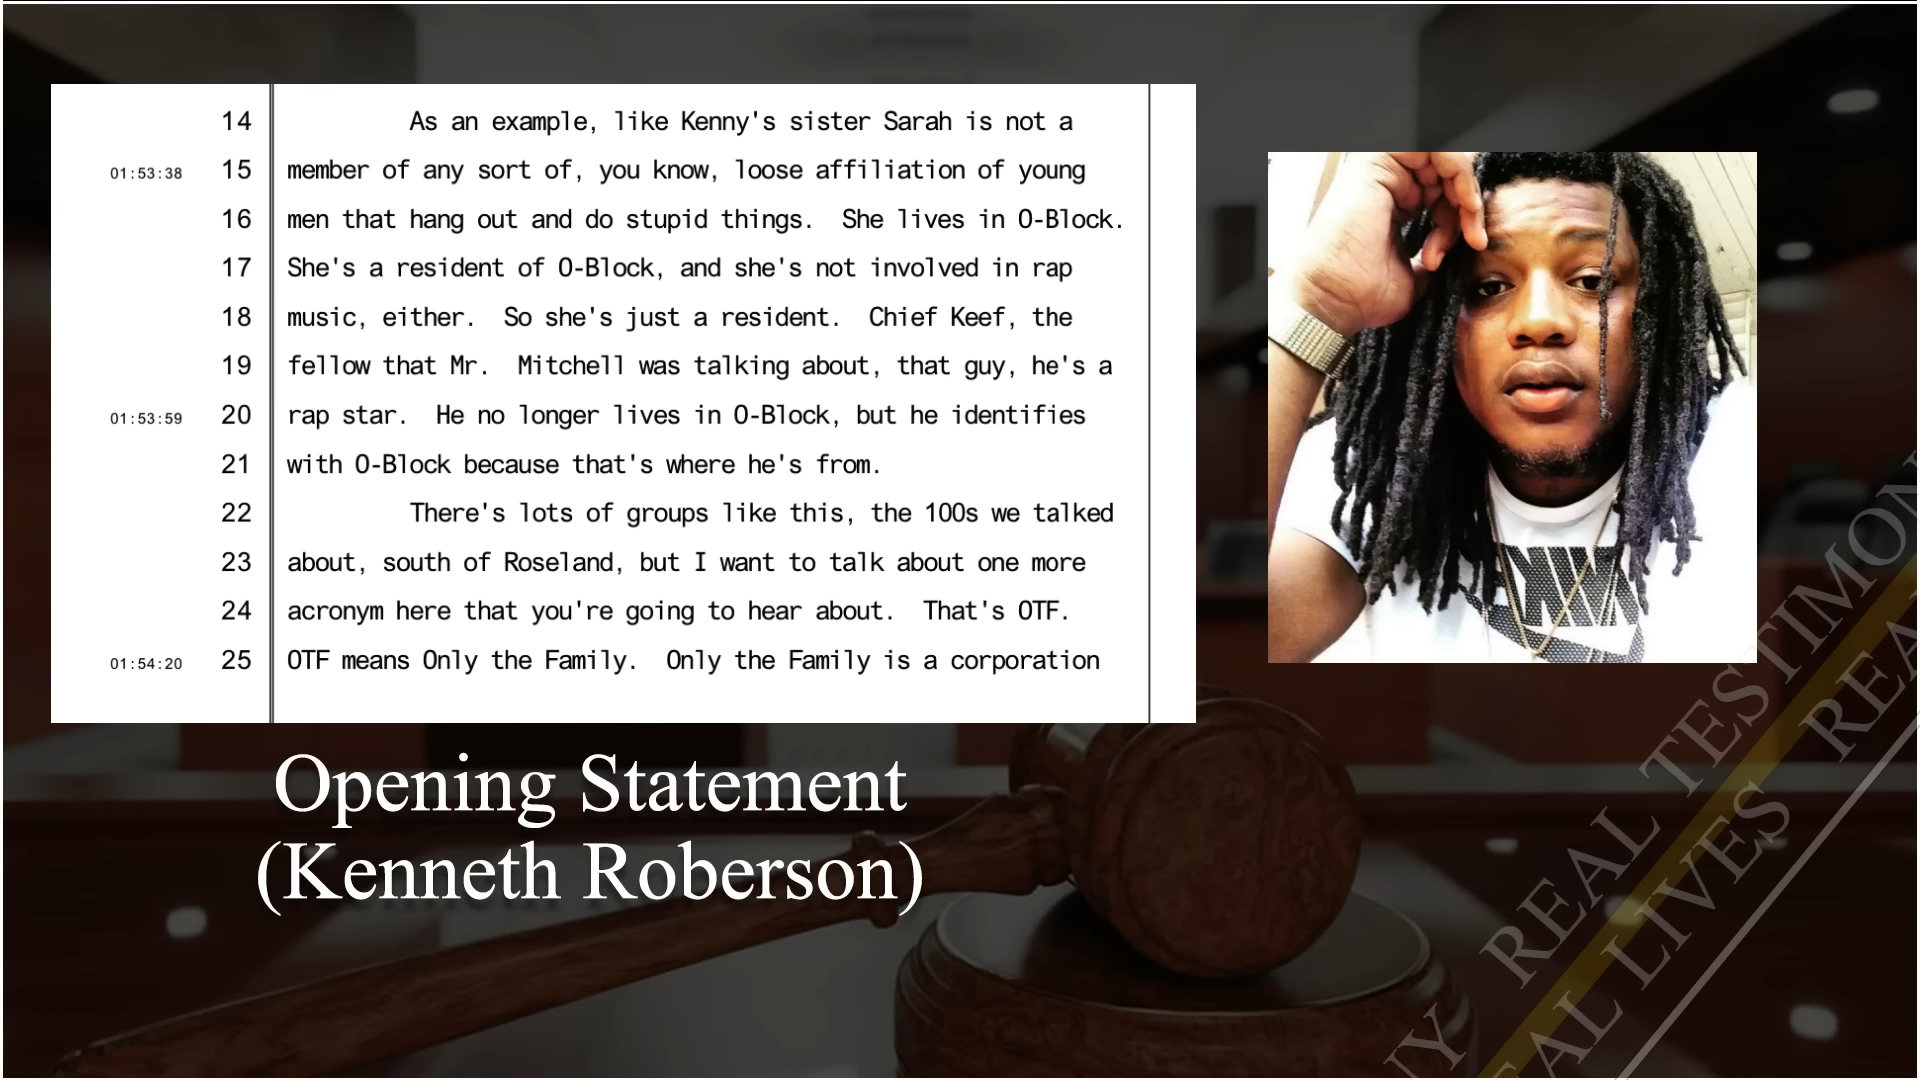 14 As an example, like Kenny's sister Sarah is not a
01:53:38 15 member of any sort of, you know, loose affiliation of young
16 men that hang out and do stupid things. She lives in O-Block.
17 She's a resident of O-Block, and she's not involved in rap
18 music, either. So she's just a resident. Chief Keef, the
19 fellow that Mr. Mitchell was talking about, that guy, he's a
01:53:59 20 rap star. He no longer lives in O-Block, but he identifies
21 with O-Block because that's where he's from.
22 There's lots of groups like this, the 100s we talked
23 about, south of Roseland, but I want to talk about one more
24 acronym here that you're going to hear about. That's OTF.
01:54:20 25 OTF means Only the Family. Only the Family is a corporation
Opening Statement
(Kenneth Roberson)
REAL TESTIMON
LIVES REA